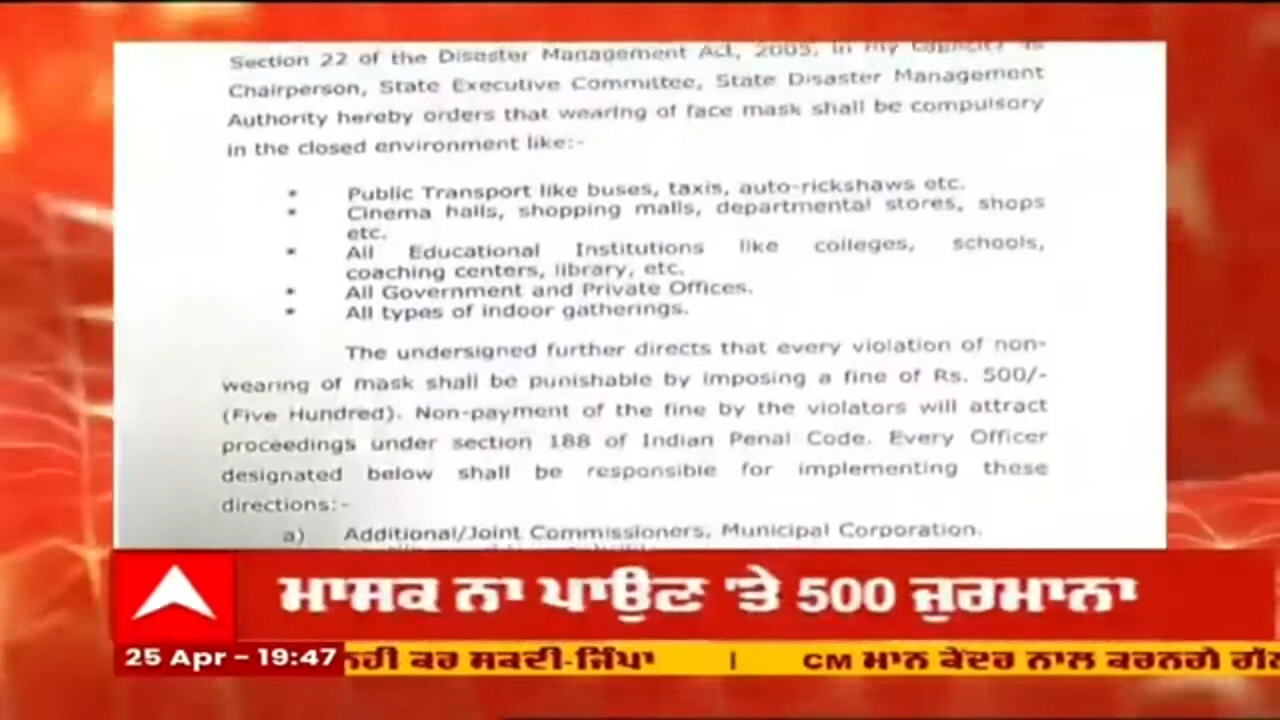 Section 22 of the Disaster Management Act, 2005, in my capacity as
Chairperson, State Executive Committee, State Disaster Management
Authority hereby orders that wearing of face mask shall be compulsory
in the closed environment like:-
* Public Transport like buses, taxis, auto-rickshaws etc.
* Cinema halls, shopping malls, departmental stores, shops
etc.
* All Educational Institutions like colleges, schools,
coaching centers, library, etc.
* All Government and Private Offices.
* All types of indoor gatherings.
The undersigned further directs that every violation of non-
wearing of mask shall be punishable by imposing a fine of Rs. 500/-
(Five Hundred). Non-payment of the fine by the violators will attract
proceedings under section 188 of Indian Penal Code. Every Officer
designated below shall be responsible for implementing these
directions:-
a) Additional/Joint Commissioners, Municipal Corporation.
ਮਾਸਕ ਨਾ ਪਾਉਣ 'ਤੇ 500 ਜੁਰਮਾਨਾ
25 Apr – 19:47 ਨਹੀ ਕਰ ਸਕਦੀ-ਜਿੰਪਾ | CM ਮਾਨ ਕੇਂਦਰ ਨਾਲ ਕਰਨਗੇ